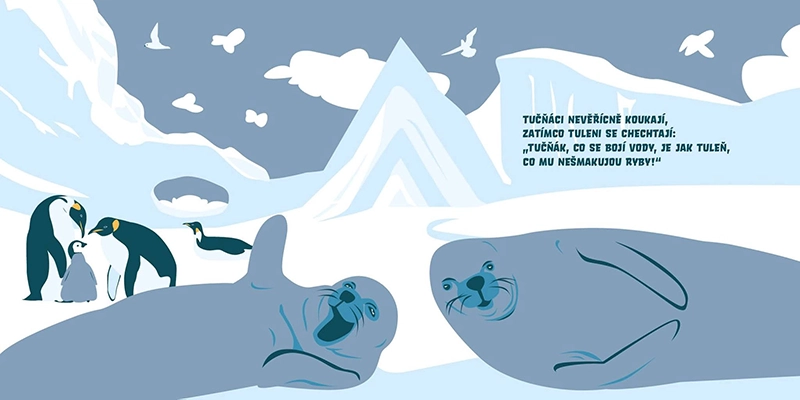 TUČŇÁCI NEVĚŘÍCNĚ KOUKAJÍ,
ZATÍMCO TULENI SE CHECHTAJÍ:
„TUČŇÁK, CO SE BOJÍ VODY, JE JAK TULEŇ,
CO MU NEŠMAKUJOU RYBY!“